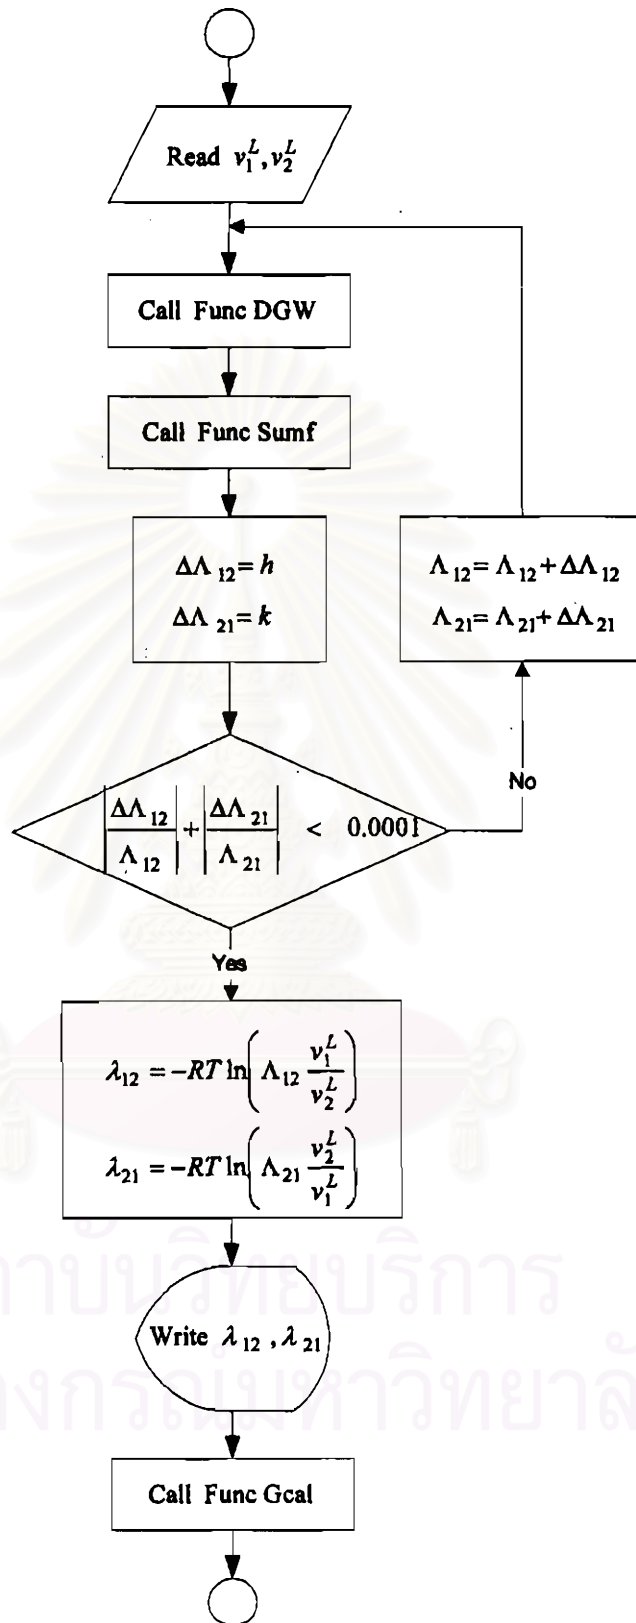 Read v₁ᴸ, v₂ᴸ
Call Func DGW
Call Func Sumf
ΔΛ₁₂ = h
ΔΛ₂₁ = k
Λ₁₂ = Λ₁₂ + ΔΛ₁₂
Λ₂₁ = Λ₂₁ + ΔΛ₂₁
|ΔΛ₁₂ / Λ₁₂| + |ΔΛ₂₁ / Λ₂₁| < 0.0001
No
Yes
λ₁₂ = −RT ln(Λ₁₂ v₁ᴸ / v₂ᴸ)
λ₂₁ = −RT ln(Λ₂₁ v₂ᴸ / v₁ᴸ)
Write λ₁₂ , λ₂₁
Call Func Gcal